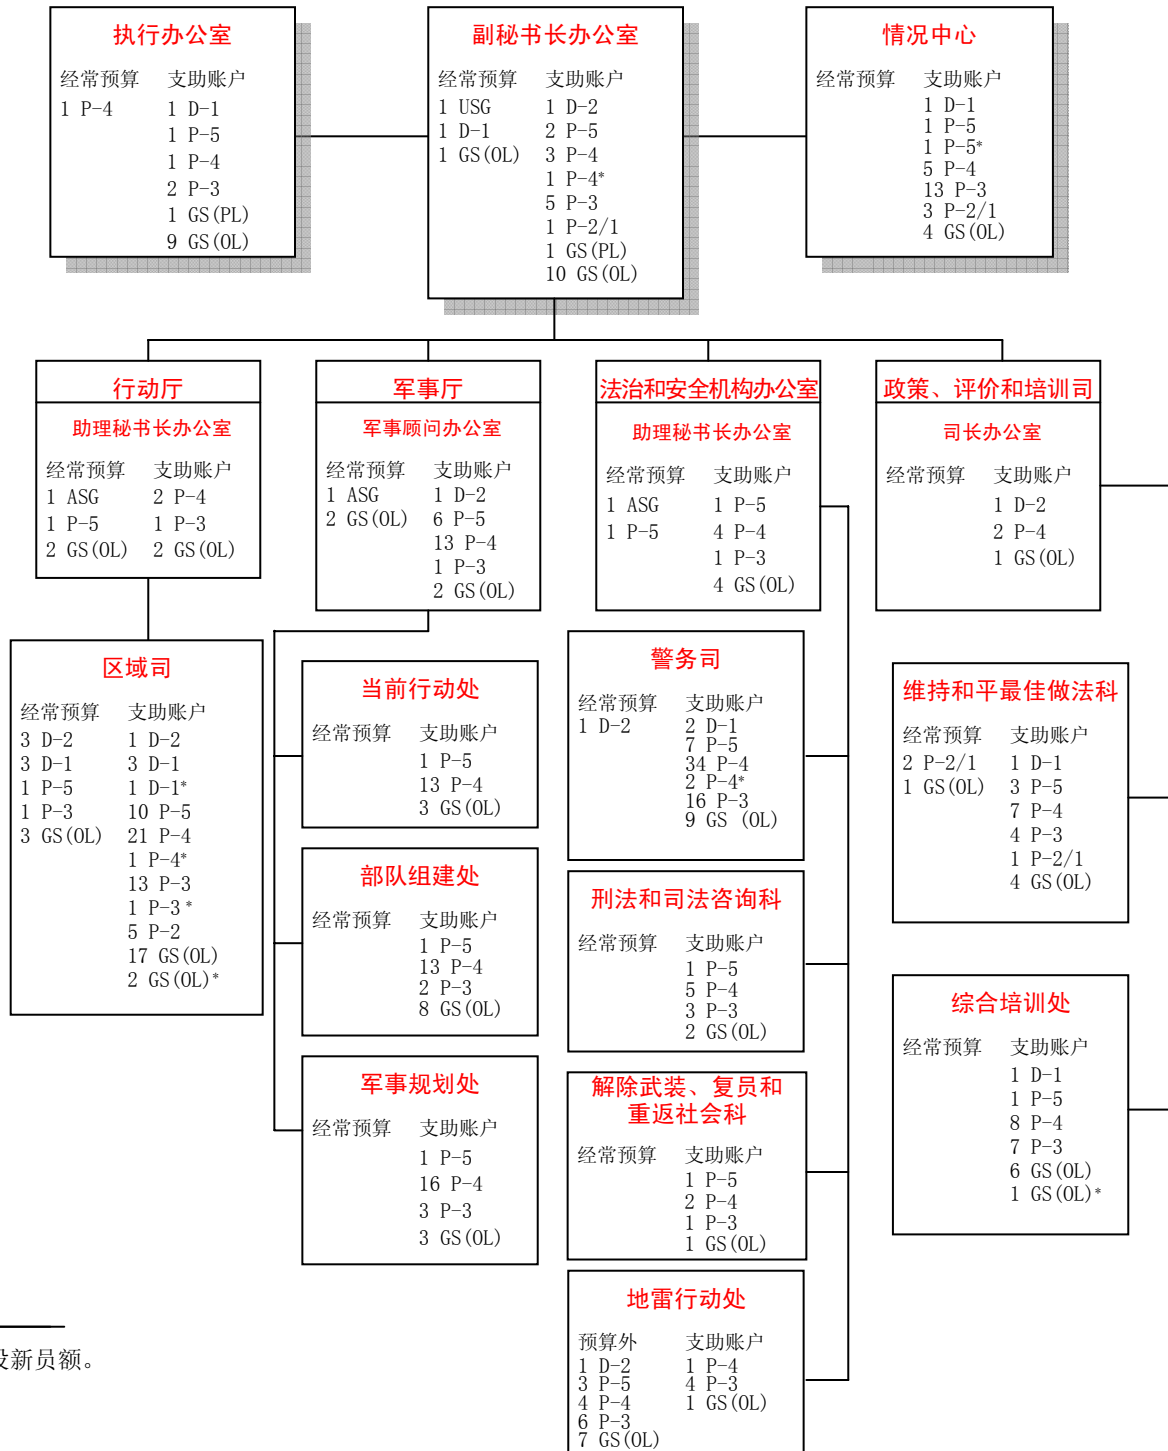 执行办公室
经常预算 支助账户
1 P-4 1 D-1
1 P-5
1 P-4
2 P-3
1 GS(PL)
9 GS(OL)
副秘书长办公室
经常预算 支助账户
1 USG 1 D-2
1 D-1 2 P-5
1 GS(OL) 3 P-4
1 P-4*
5 P-3
1 P-2/1
1 GS(PL)
10 GS(OL)
情况中心
经常预算 支助账户
1 D-1
1 P-5
1 P-5*
5 P-4
13 P-3
3 P-2/1
4 GS(OL)
行动厅
助理秘书长办公室
经常预算 支助账户
1 ASG 2 P-4
1 P-5 1 P-3
2 GS(OL) 2 GS(OL)
军事厅
军事顾问办公室
经常预算 支助账户
1 ASG 1 D-2
2 GS(OL) 6 P-5
13 P-4
1 P-3
2 GS(OL)
法治和安全机构办公室
助理秘书长办公室
经常预算 支助账户
1 ASG 1 P-5
1 P-5 4 P-4
1 P-3
4 GS(OL)
政策、评价和培训司
司长办公室
经常预算 支助账户
1 D-2
2 P-4
1 GS(OL)
区域司
经常预算 支助账户
3 D-2 1 D-2
3 D-1 3 D-1
1 P-5 1 D-1*
1 P-3 10 P-5
3 GS(OL) 21 P-4
1 P-4*
13 P-3
1 P-3*
5 P-2
17 GS(OL)
2 GS(OL)*
当前行动处
经常预算 支助账户
1 P-5
13 P-4
3 GS(OL)
部队组建处
经常预算 支助账户
1 P-5
13 P-4
2 P-3
8 GS(OL)
军事规划处
经常预算 支助账户
1 P-5
16 P-4
3 P-3
3 GS(OL)
警务司
经常预算 支助账户
1 D-2 2 D-1
7 P-5
34 P-4
2 P-4*
16 P-3
9 GS (OL)
刑法和司法咨询科
经常预算 支助账户
1 P-5
5 P-4
3 P-3
2 GS(OL)
解除武装、复员和
重返社会科
经常预算 支助账户
1 P-5
2 P-4
1 P-3
1 GS(OL)
地雷行动处
预算外 支助账户
1 D-2 1 P-4
3 P-5 4 P-3
4 P-4 1 GS(OL)
6 P-3
7 GS(OL)
维持和平最佳做法科
经常预算 支助账户
2 P-2/1 1 D-1
1 GS(OL) 3 P-5
7 P-4
4 P-3
1 P-2/1
4 GS(OL)
综合培训处
经常预算 支助账户
1 D-1
1 P-5
8 P-4
7 P-3
6 GS(OL)
1 GS(OL)*
新员额。